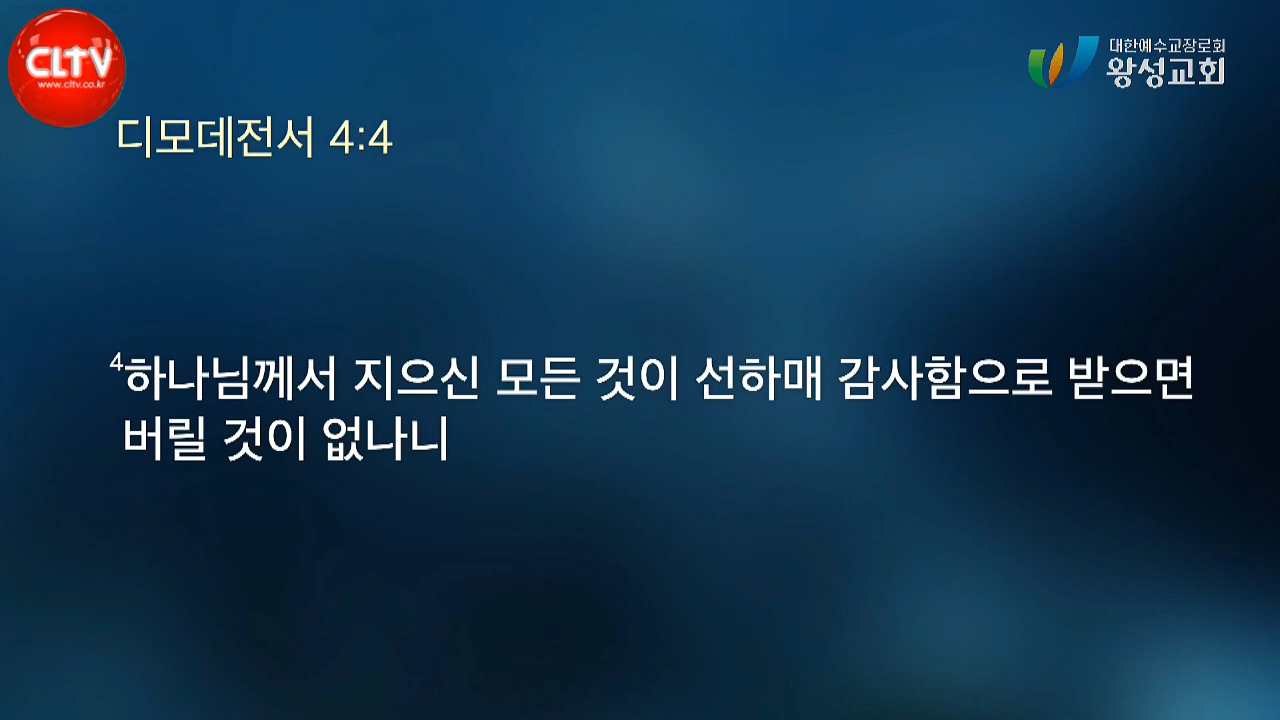 CLTV
www.cltv.co.kr
대한예수교장로회
왕성교회
디모데전서 4:4
4하나님께서 지으신 모든 것이 선하매 감사함으로 받으면
버릴 것이 없나니